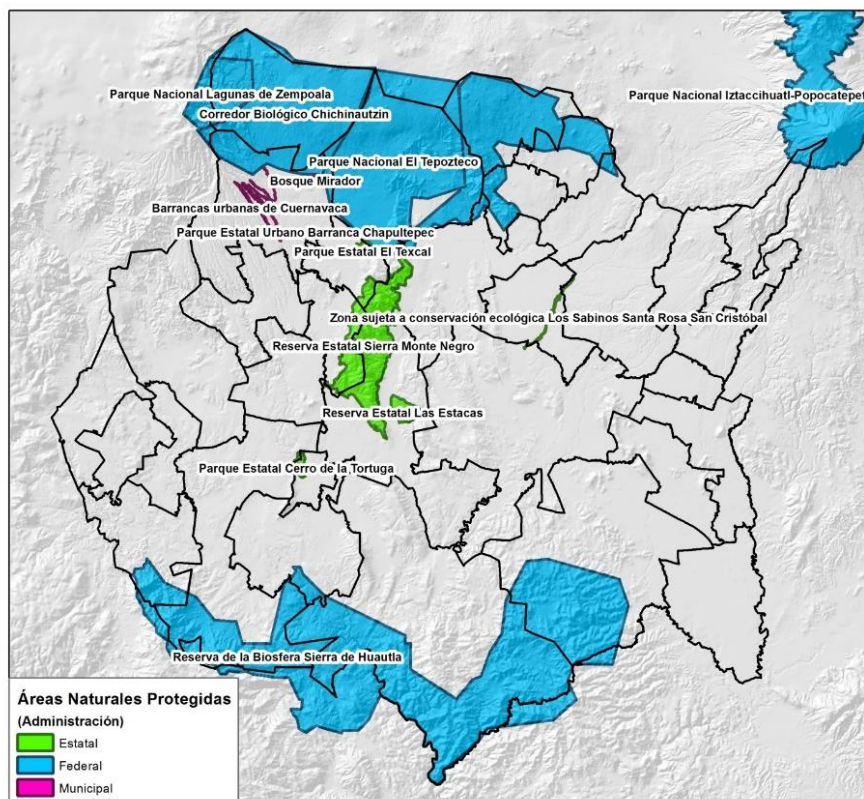 Parque Nacional Lagunas de Zempoala
Parque Nacional Iztaccihuatl-Popocatepetl
Corredor Biológico Chichinautzin
Parque Nacional El Tepozteco
Bosque Mirador
Barrancas urbanas de Cuernavaca
Parque Estatal Urbano Barranca Chapultepec
Parque Estatal El Texcal
Zona sujeta a conservación ecológica Los Sabinos Santa Rosa San Cristóbal
Reserva Estatal Sierra Monte Negro
Reserva Estatal Las Estacas
Parque Estatal Cerro de la Tortuga
Reserva de la Biosfera Sierra de Huautla
Áreas Naturales Protegidas
(Administración)
Estatal
Federal
Municipal